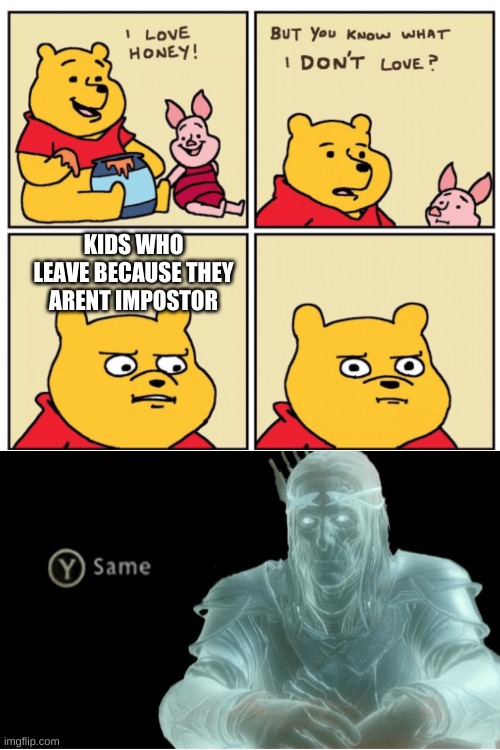 I LOVE
HONEY!
BUT YOU KNOW WHAT
I DON'T LOVE?
KIDS WHO
LEAVE BECAUSE THEY
ARENT IMPOSTOR
Y Same
imgflip.com